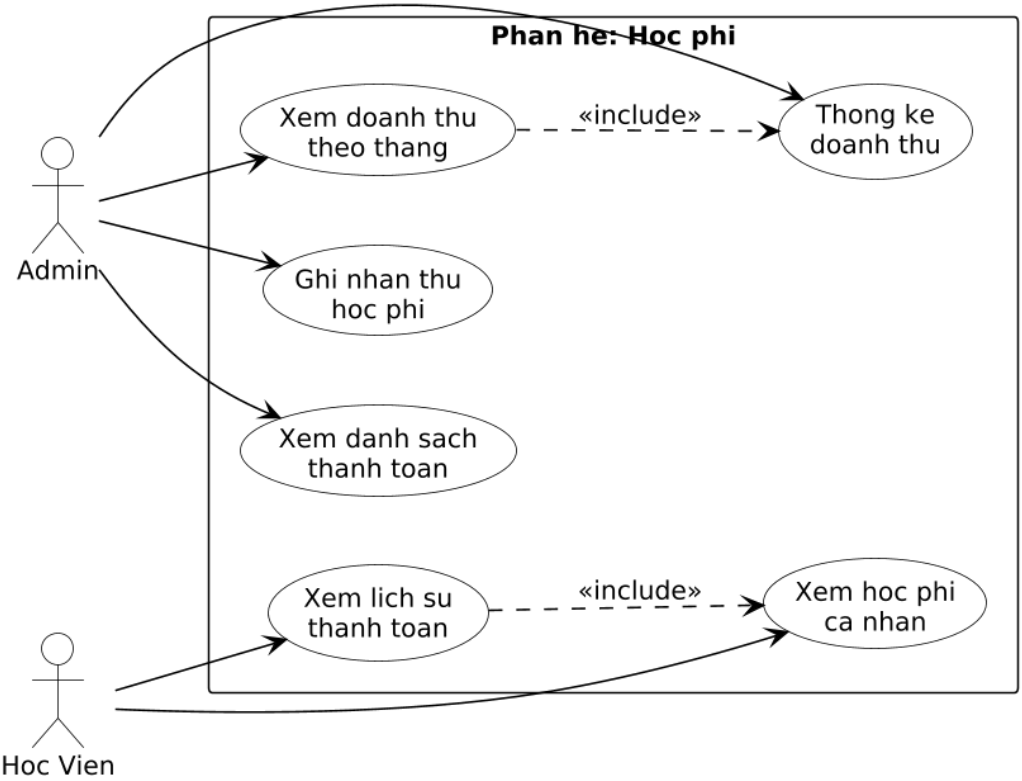 Phan he: Hoc phi
Xem doanh thu
theo thang
«include»
Thong ke
doanh thu
Admin
Ghi nhan thu
hoc phi
Xem danh sach
thanh toan
Xem lich su
thanh toan
«include»
Xem hoc phi
ca nhan
Hoc Vien